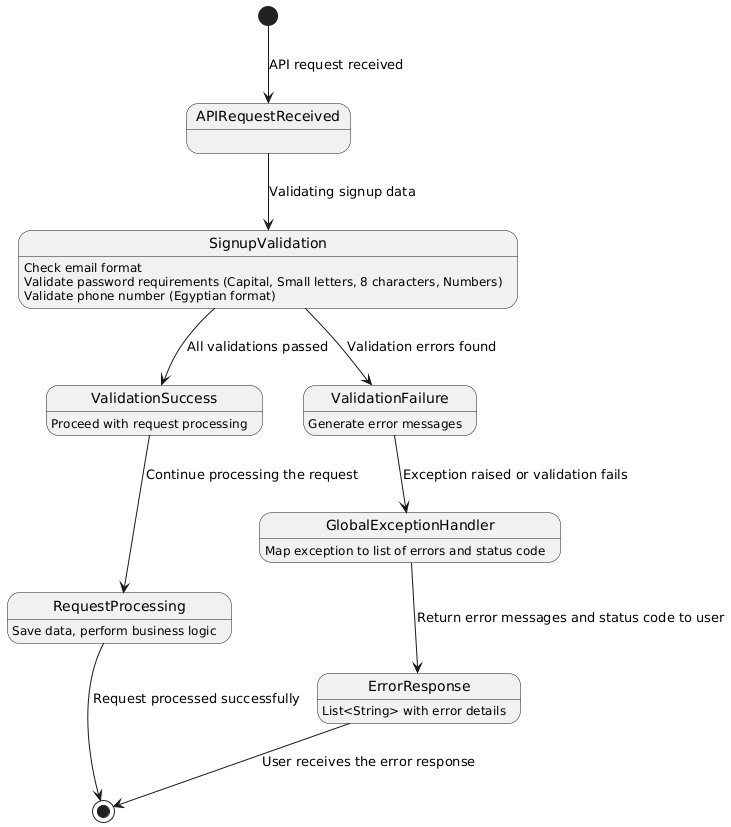 API request received
APIRequestReceived
Validating signup data
SignupValidation
Check email format
Validate password requirements (Capital, Small letters, 8 characters, Numbers)
Validate phone number (Egyptian format)
All validations passed
Validation errors found
ValidationSuccess
Proceed with request processing
ValidationFailure
Generate error messages
Continue processing the request
Exception raised or validation fails
GlobalExceptionHandler
Map exception to list of errors and status code
RequestProcessing
Save data, perform business logic
Return error messages and status code to user
ErrorResponse
List<String> with error details
Request processed successfully
User receives the error response